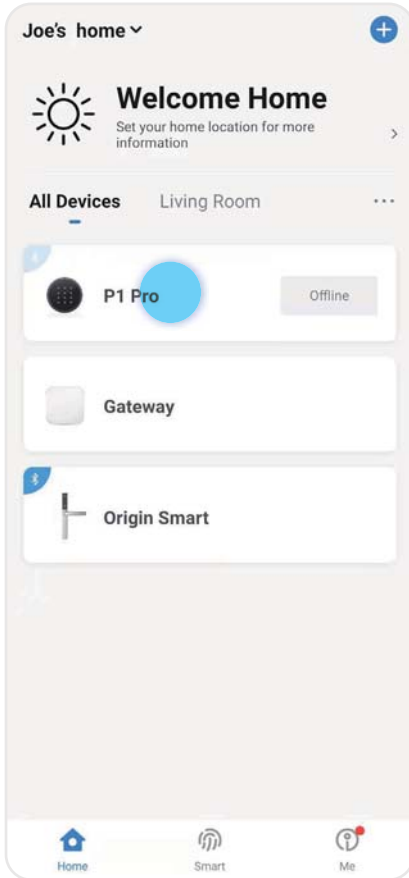 Joe's home
Welcome Home
Set your home location for more
information
All Devices Living Room
P1 Pro
Offline
Gateway
Origin Smart
Home Smart Me